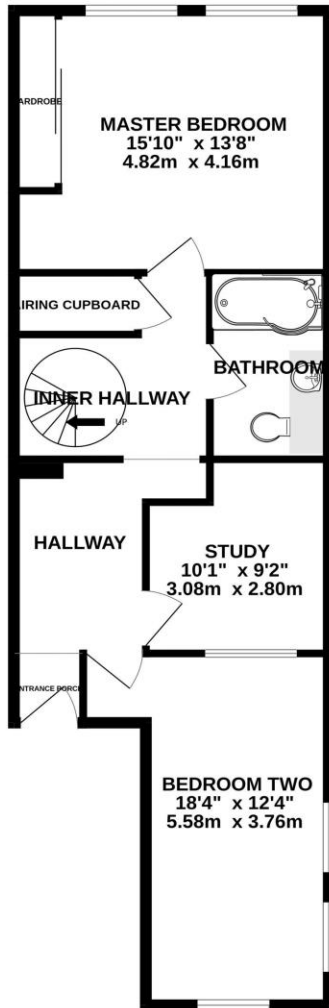 ARDROBE
MASTER BEDROOM
15'10" x 13'8"
4.82m x 4.16m
IRING CUPBOARD
BATHROOM
INNER HALLWAY
UP
HALLWAY
STUDY
10'1" x 9'2"
3.08m x 2.80m
NTRANCE PORC
BEDROOM TWO
18'4" x 12'4"
5.58m x 3.76m